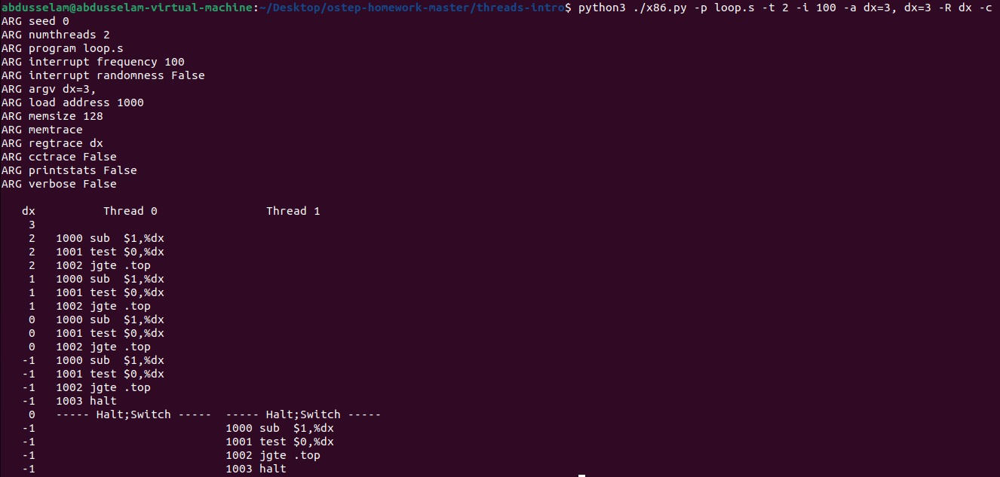 abdusselam@abdusselam-virtual-machine:~/Desktop/ostep-homework-master/threads-intro$ python3 ./x86.py -p loop.s -t 2 -i 100 -a dx=3, dx=3 -R dx -c
ARG seed 0
ARG numthreads 2
ARG program loop.s
ARG interrupt frequency 100
ARG interrupt randomness False
ARG argv dx=3,
ARG load address 1000
ARG memsize 128
ARG memtrace
ARG regtrace dx
ARG cctrace False
ARG printstats False
ARG verbose False

   dx          Thread 0                Thread 1
    3
    2   1000 sub  $1,%dx
    2   1001 test $0,%dx
    2   1002 jgte .top
    1   1000 sub  $1,%dx
    1   1001 test $0,%dx
    1   1002 jgte .top
    0   1000 sub  $1,%dx
    0   1001 test $0,%dx
    0   1002 jgte .top
   -1   1000 sub  $1,%dx
   -1   1001 test $0,%dx
   -1   1002 jgte .top
   -1   1003 halt
    0   ----- Halt;Switch -----  ----- Halt;Switch -----
   -1                            1000 sub  $1,%dx
   -1                            1001 test $0,%dx
   -1                            1002 jgte .top
   -1                            1003 halt